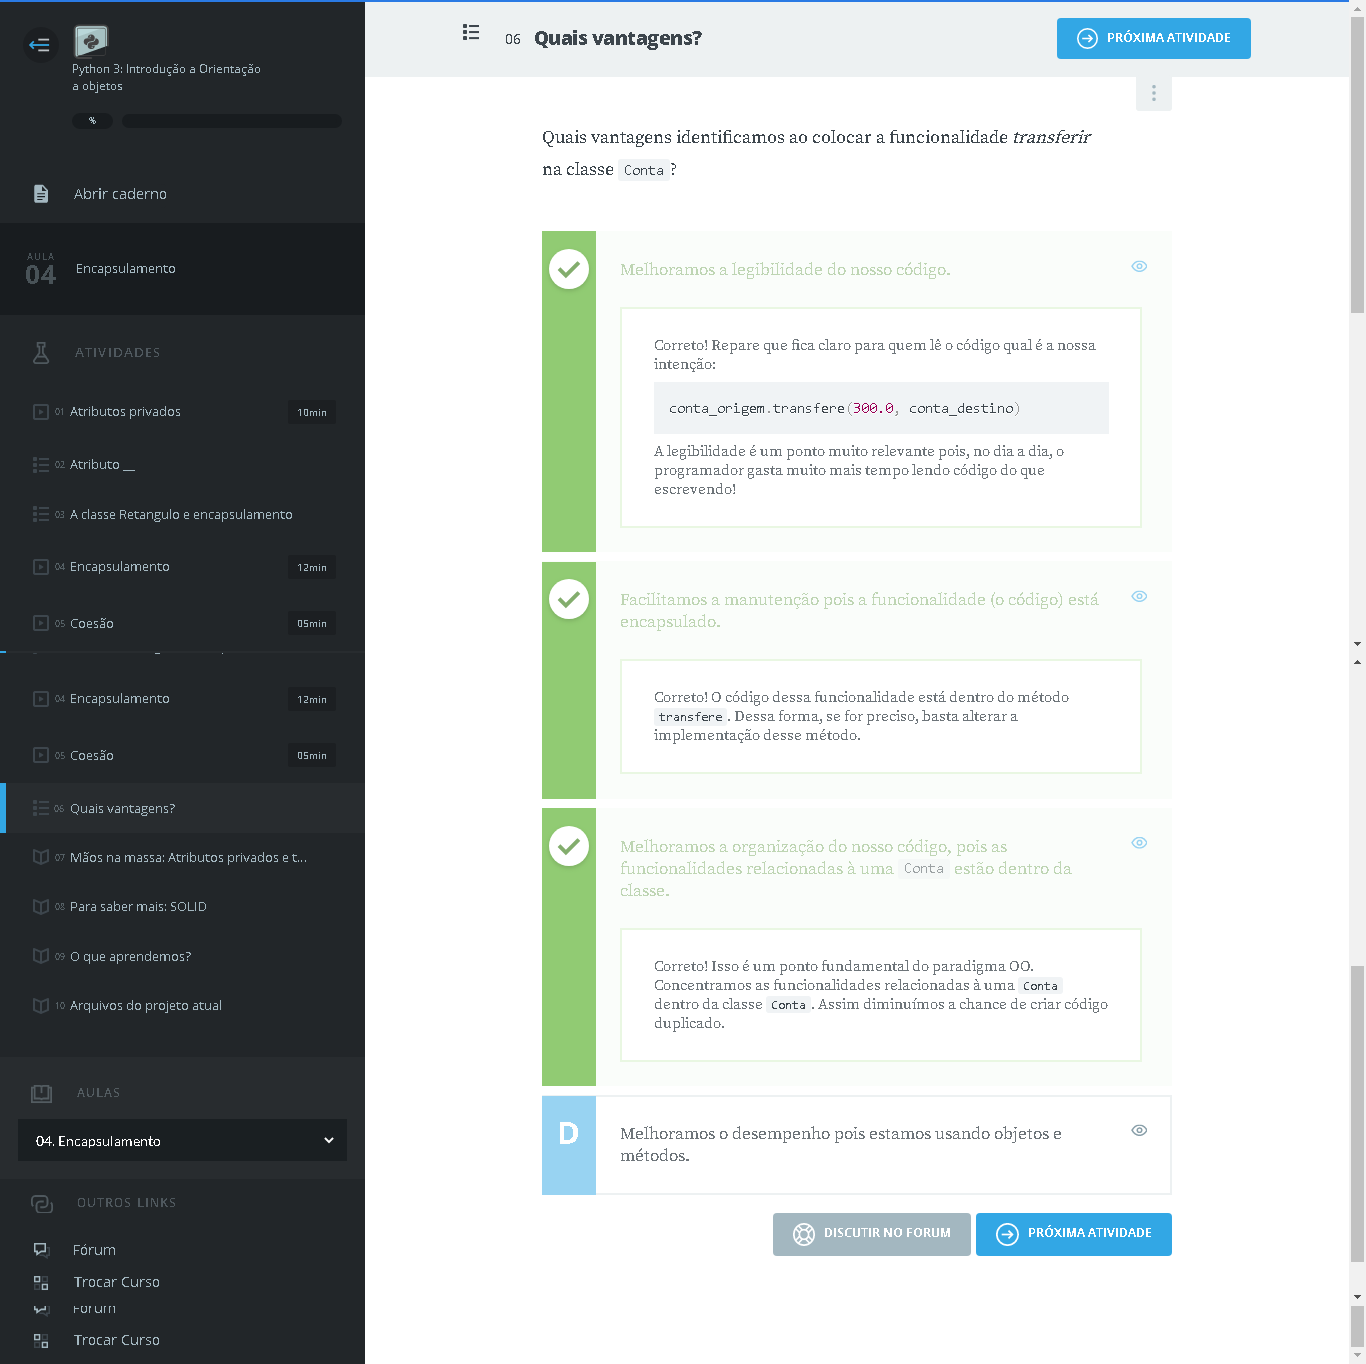 Python 3: Introdução a Orientação
a objetos
%
Abrir caderno
AULA
04
Encapsulamento
ATIVIDADES
01 Atributos privados 10min
02 Atributo __
03 A classe Retangulo e encapsulamento
04 Encapsulamento 12min
05 Coesão 05min
04 Encapsulamento 12min
05 Coesão 05min
06 Quais vantagens?
07 Mãos na massa: Atributos privados e t...
08 Para saber mais: SOLID
09 O que aprendemos?
10 Arquivos do projeto atual
AULAS
04. Encapsulamento
OUTROS LINKS
Fórum
Trocar Curso
Forum
Trocar Curso
06 Quais vantagens?
PRÓXIMA ATIVIDADE
Quais vantagens identificamos ao colocar a funcionalidade transferir
na classe Conta ?
Melhoramos a legibilidade do nosso código.
Correto! Repare que fica claro para quem lê o código qual é a nossa
intenção:
conta_origem.transfere(300.0, conta_destino)
A legibilidade é um ponto muito relevante pois, no dia a dia, o
programador gasta muito mais tempo lendo código do que
escrevendo!
Facilitamos a manutenção pois a funcionalidade (o código) está
encapsulado.
Correto! O código dessa funcionalidade está dentro do método
transfere . Dessa forma, se for preciso, basta alterar a
implementação desse método.
Melhoramos a organização do nosso código, pois as
funcionalidades relacionadas à uma Conta estão dentro da
classe.
Correto! Isso é um ponto fundamental do paradigma OO.
Concentramos as funcionalidades relacionadas à uma Conta
dentro da classe Conta . Assim diminuímos a chance de criar código
duplicado.
D
Melhoramos o desempenho pois estamos usando objetos e
métodos.
DISCUTIR NO FORUM
PRÓXIMA ATIVIDADE